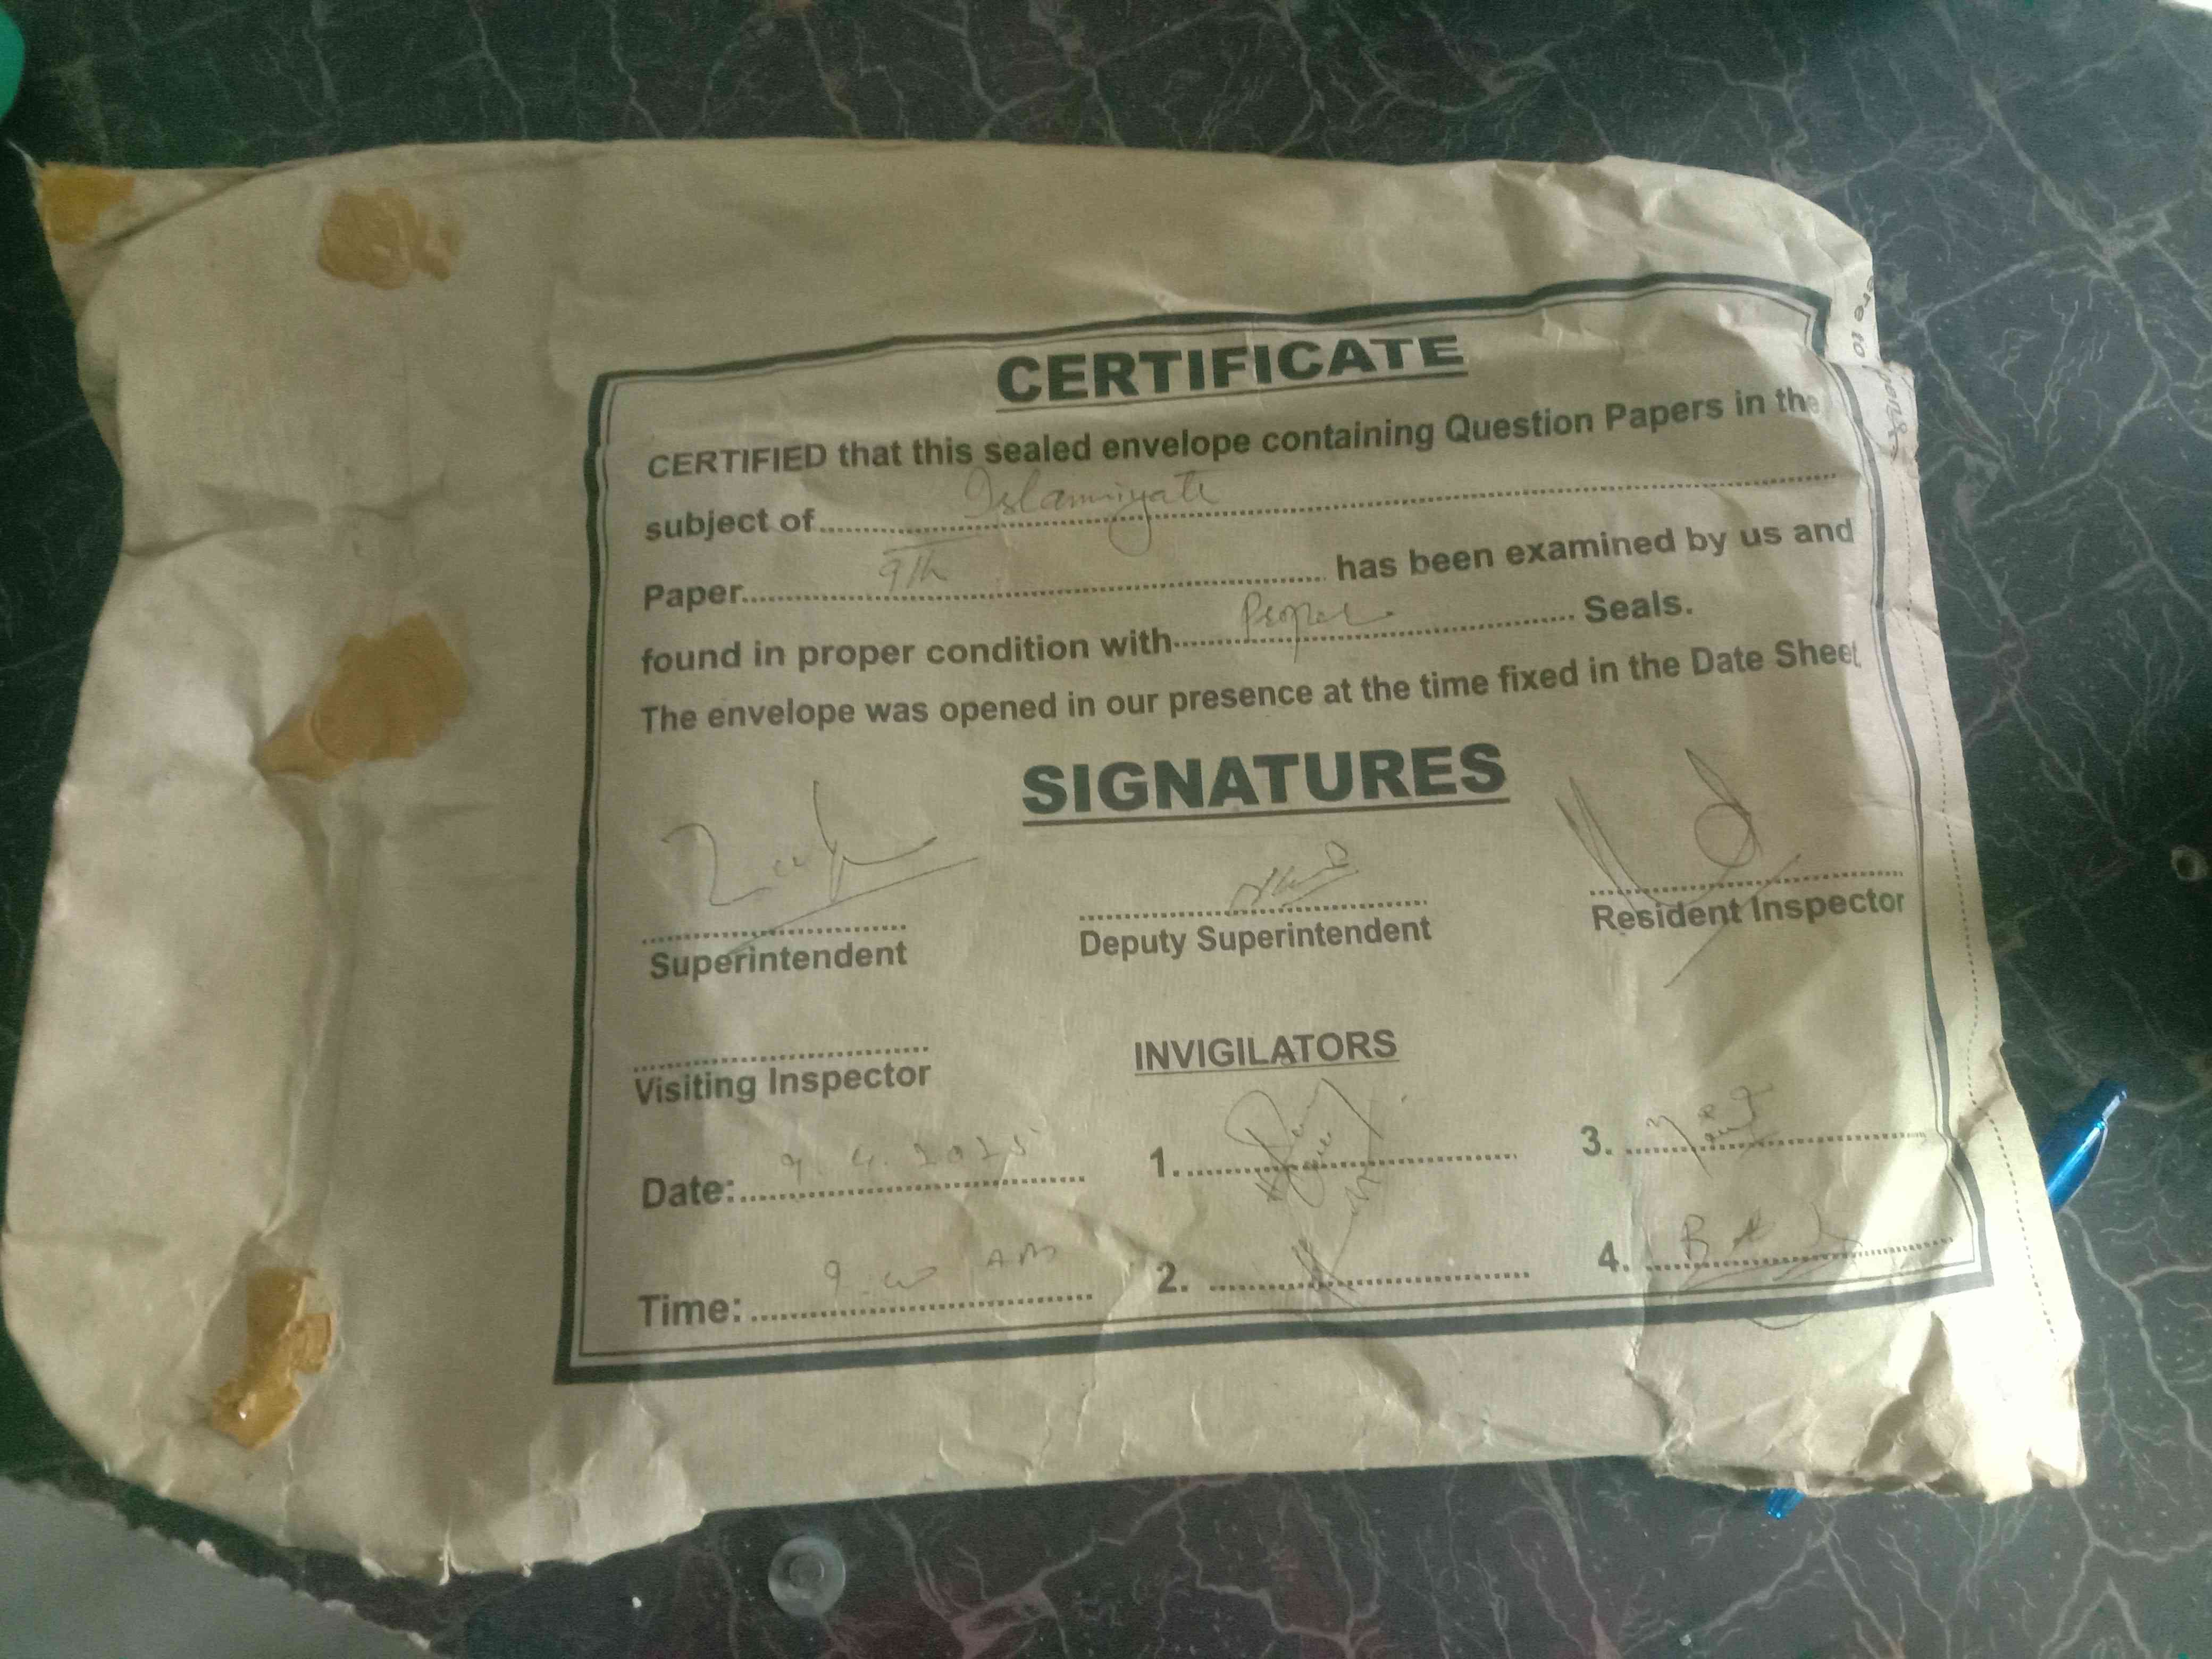 CERTIFICATE
CERTIFIED that this sealed envelope containing Question Papers in the
subject of Islamiyate
Paper 9th has been examined by us and
found in proper condition with Proper Seals.
The envelope was opened in our presence at the time fixed in the Date Sheet
SIGNATURES
Superintendent
Deputy Superintendent
Resident Inspector
Visiting Inspector
INVIGILATORS
Date: 9.4.2025
1.
3.
Time: 9.00 AM
2.
4.